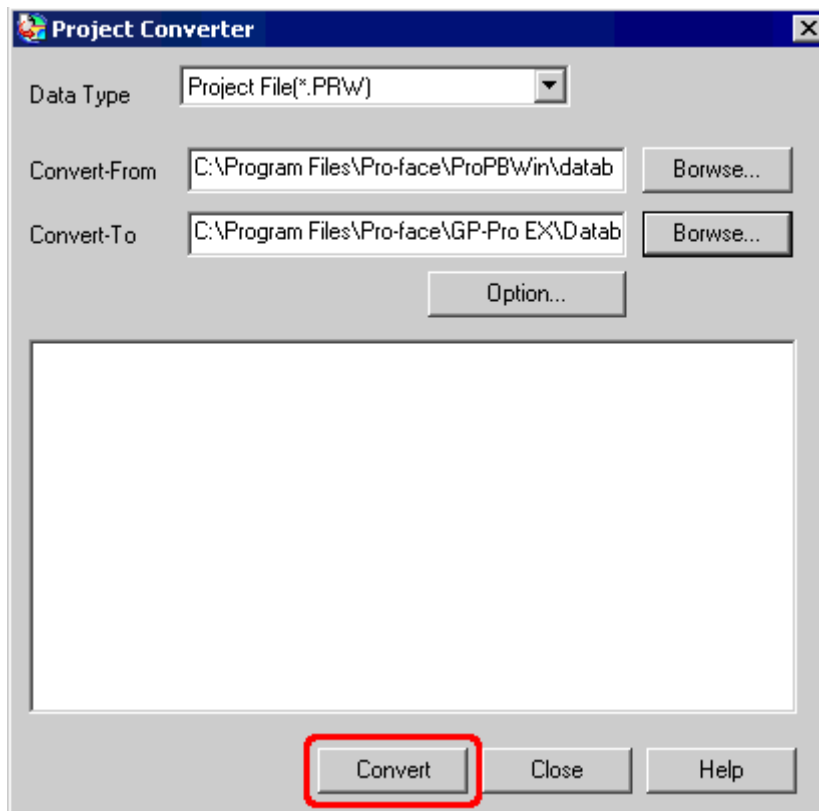 Project Converter
Data Type Project File(*.PRW)
Convert-From C:\Program Files\Pro-face\ProPBWin\datab Borwse...
Convert-To C:\Program Files\Pro-face\GP-Pro EX\Datab Borwse...
Option...
Convert Close Help